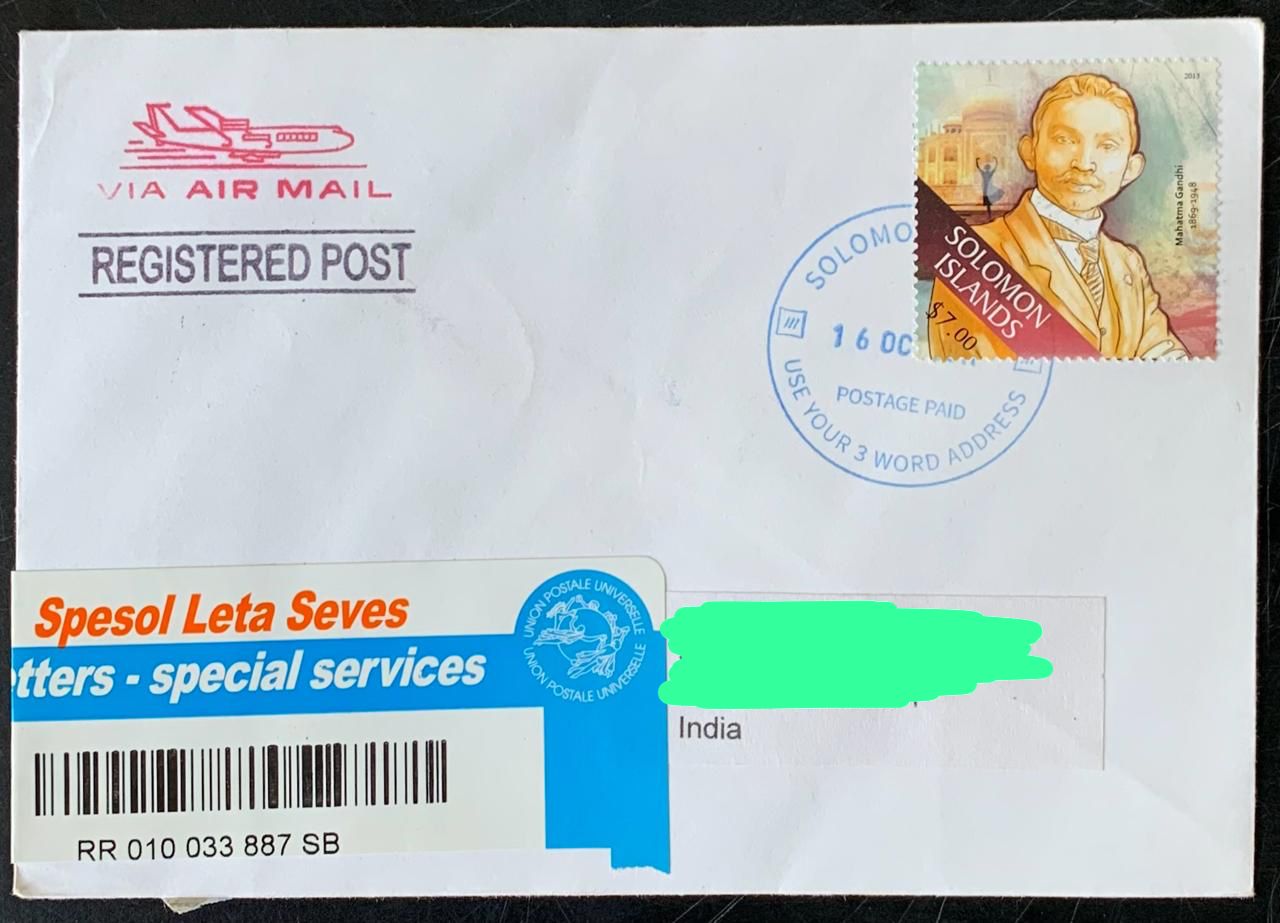 VIA AIR MAIL
REGISTERED POST
2013
Mahatma Gandhi
1869-1948
SOLOMON
ISLANDS
$7.00
SOLOMO
16 OC
POSTAGE PAID
USE YOUR 3 WORD ADDRESS
Spesol Leta Seves
tters - special services
UNION POSTALE UNIVERSELLE
UNION POSTALE UNIVERSELLE
India
RR 010 033 887 SB